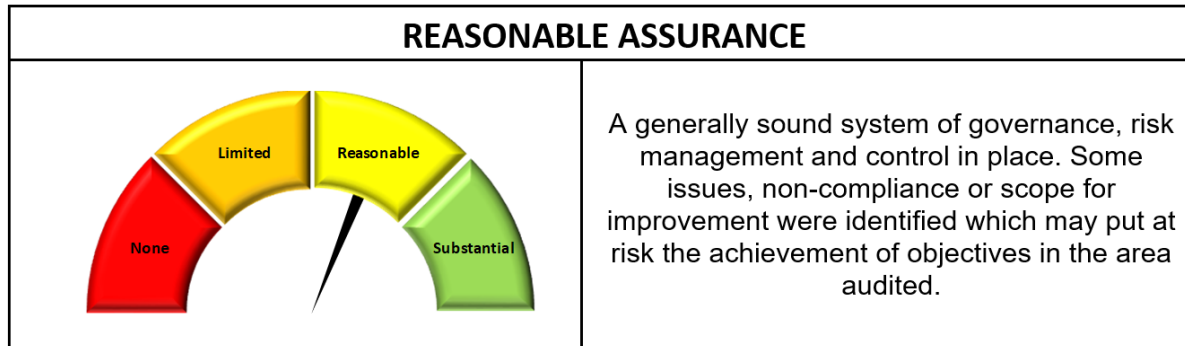 REASONABLE ASSURANCE
Limited
Reasonable
None
Substantial
A generally sound system of governance, risk
management and control in place. Some
issues, non-compliance or scope for
improvement were identified which may put at
risk the achievement of objectives in the area
audited.